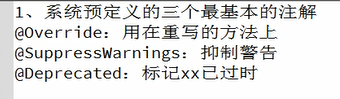 1、系统预定义的三个最基本的注解
@Override：用在重写的方法上
@SuppressWarnings：抑制警告
@Deprecated：标记xx已过时